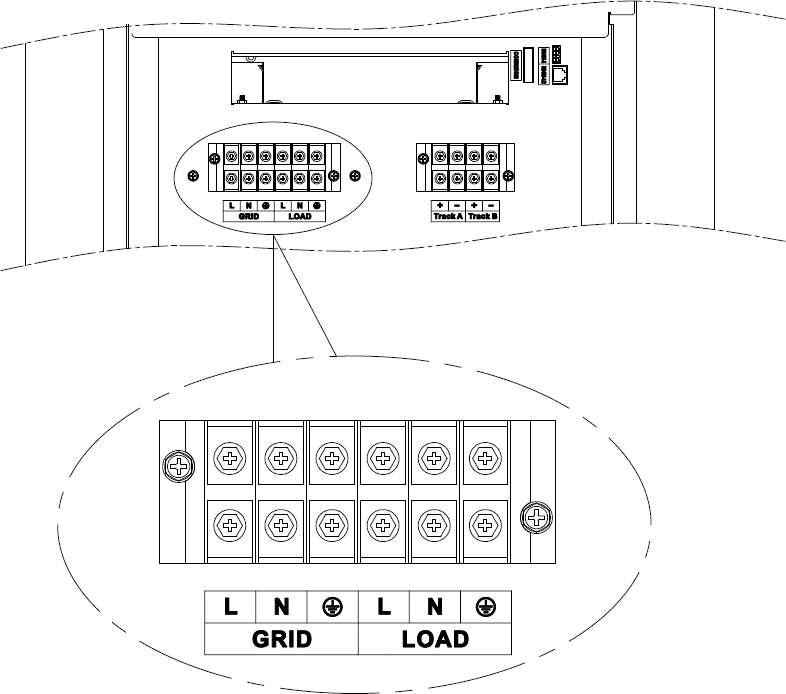 L N ⏚ L N ⏚
GRID LOAD
+ − + −
Track A Track B
L N ⏚ L N ⏚
GRID LOAD